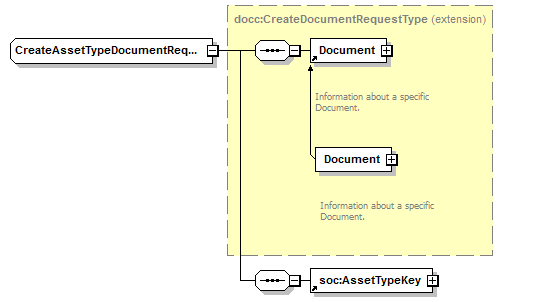 docc:CreateDocumentRequestType (extension)
CreateAssetTypeDocumentReq...
Document
Information about a specific
Document.
Document
Information about a specific
Document.
soc:AssetTypeKey